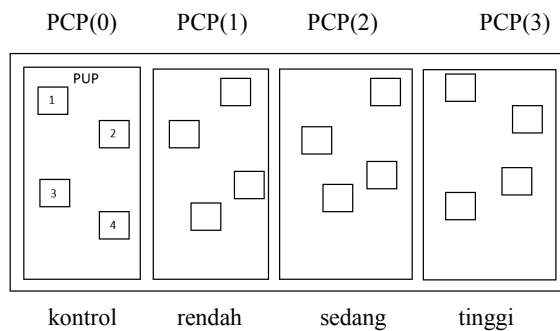 PCP(0) PCP(1) PCP(2) PCP(3)
PUP
1
2
3
4
kontrol rendah sedang tinggi